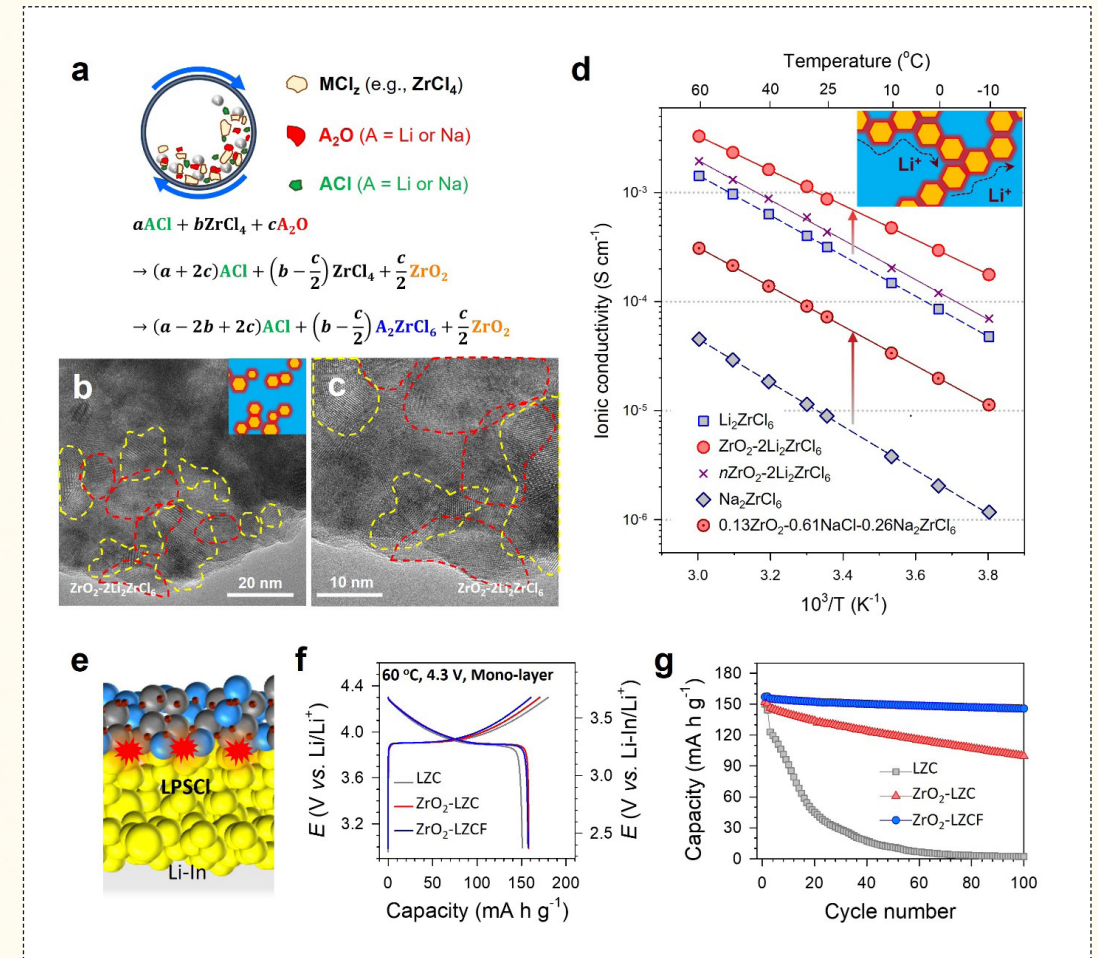 a
MCl_z (e.g., ZrCl₄)
A₂O (A = Li or Na)
ACl (A = Li or Na)
aACl + bZrCl₄ + cA₂O
→ (a + 2c)ACl + (b − c/2) ZrCl₄ + c/2 ZrO₂
→ (a − 2b + 2c)ACl + (b − c/2) A₂ZrCl₆ + c/2 ZrO₂
b
ZrO₂-2Li₂ZrCl₆
20 nm
c
10 nm
ZrO₂-2Li₂ZrCl₆
d
Temperature (°C)
60 40 25 10 0 -10
Li⁺
Li⁺
Ionic conductivity (S cm⁻¹)
10⁻³
10⁻⁴
10⁻⁵
10⁻⁶
Li₂ZrCl₆
ZrO₂-2Li₂ZrCl₆
nZrO₂-2Li₂ZrCl₆
Na₂ZrCl₆
0.13ZrO₂-0.61NaCl-0.26Na₂ZrCl₆
3.0 3.2 3.4 3.6 3.8
10³/T (K⁻¹)
e
LPSCl
Li-In
f
60 °C, 4.3 V, Mono-layer
E (V vs. Li/Li⁺)
4.4
4.0
3.6
3.2
LZC
ZrO₂-LZC
ZrO₂-LZCF
3.6
3.3
3.0
2.7
2.4
E (V vs. Li-In/Li⁺)
0 50 100 150 200
Capacity (mA h g⁻¹)
g
Capacity (mA h g⁻¹)
180
150
120
90
60
30
0
LZC
ZrO₂-LZC
ZrO₂-LZCF
0 20 40 60 80 100
Cycle number